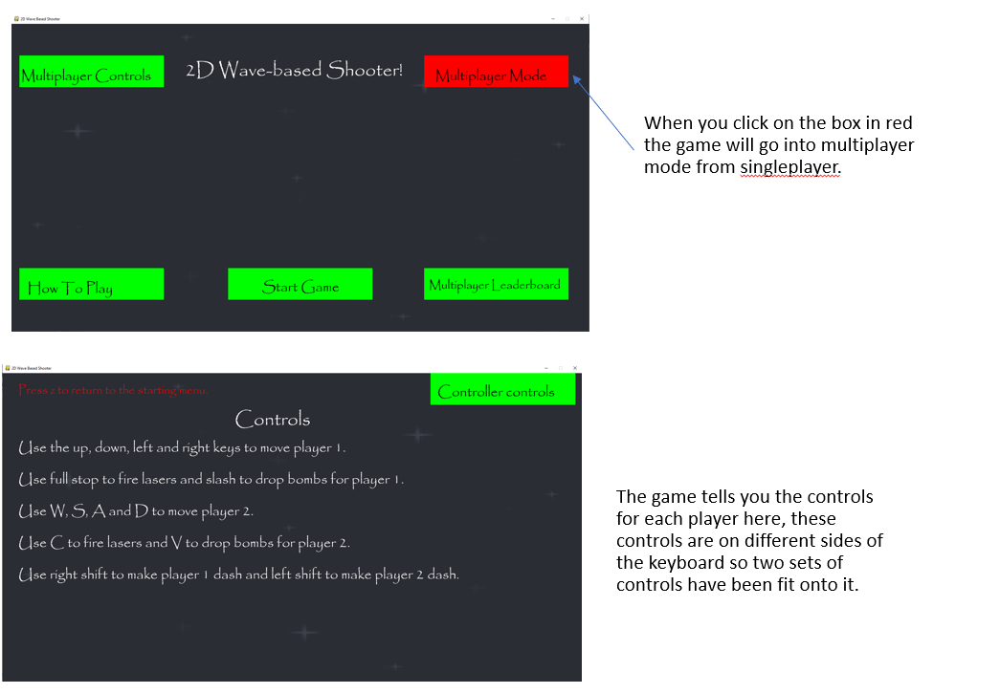 2D Wave Based Shooter
Multiplayer Controls
2D Wave-based Shooter!
Multiplayer Mode
When you click on the box in red
the game will go into multiplayer
mode from singleplayer.
How To Play
Start Game
Multiplayer Leaderboard
2D Wave Based Shooter
Press z to return to the starting menu.
Controller controls
Controls
Use the up, down, left and right keys to move player 1.
Use full stop to fire lasers and slash to drop bombs for player 1.
Use W, S, A and D to move player 2.
Use C to fire lasers and V to drop bombs for player 2.
Use right shift to make player 1 dash and left shift to make player 2 dash.
The game tells you the controls
for each player here, these
controls are on different sides of
the keyboard so two sets of
controls have been fit onto it.